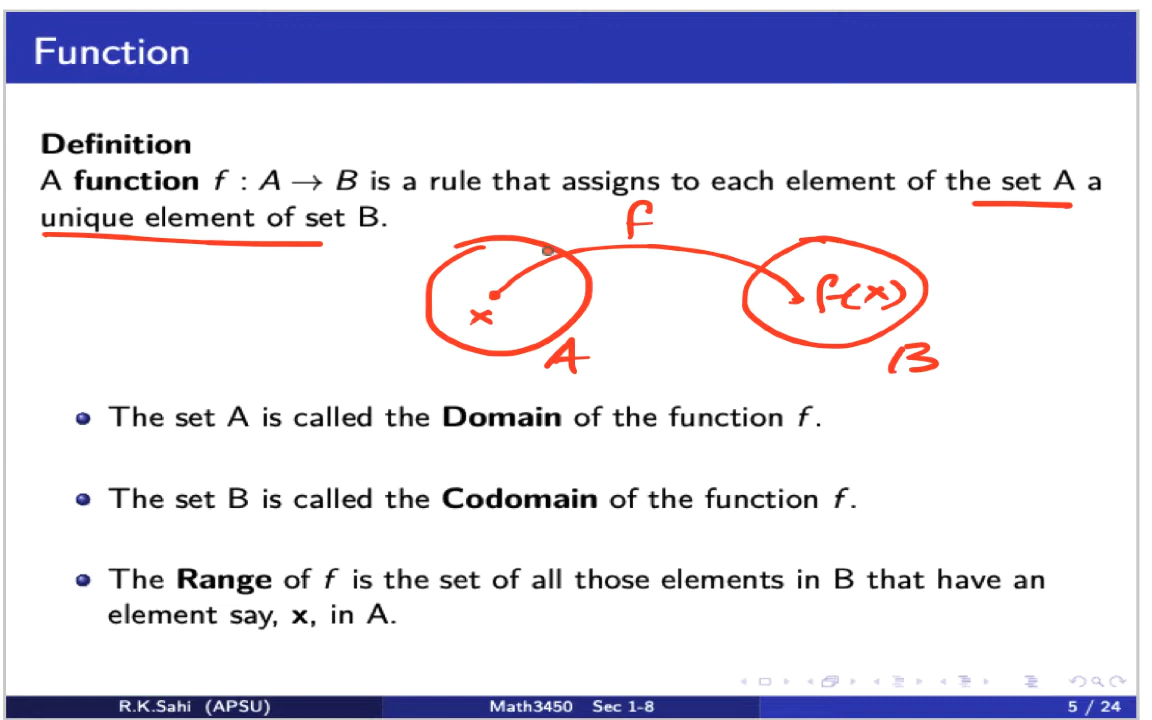 Function
Definition
A function f : A → B is a rule that assigns to each element of the set A a
unique element of set B.
f
x
f(x)
A
B
The set A is called the Domain of the function f.
The set B is called the Codomain of the function f.
The Range of f is the set of all those elements in B that have an
element say, x, in A.
R.K.Sahi (APSU) Math3450 Sec 1-8 5 / 24